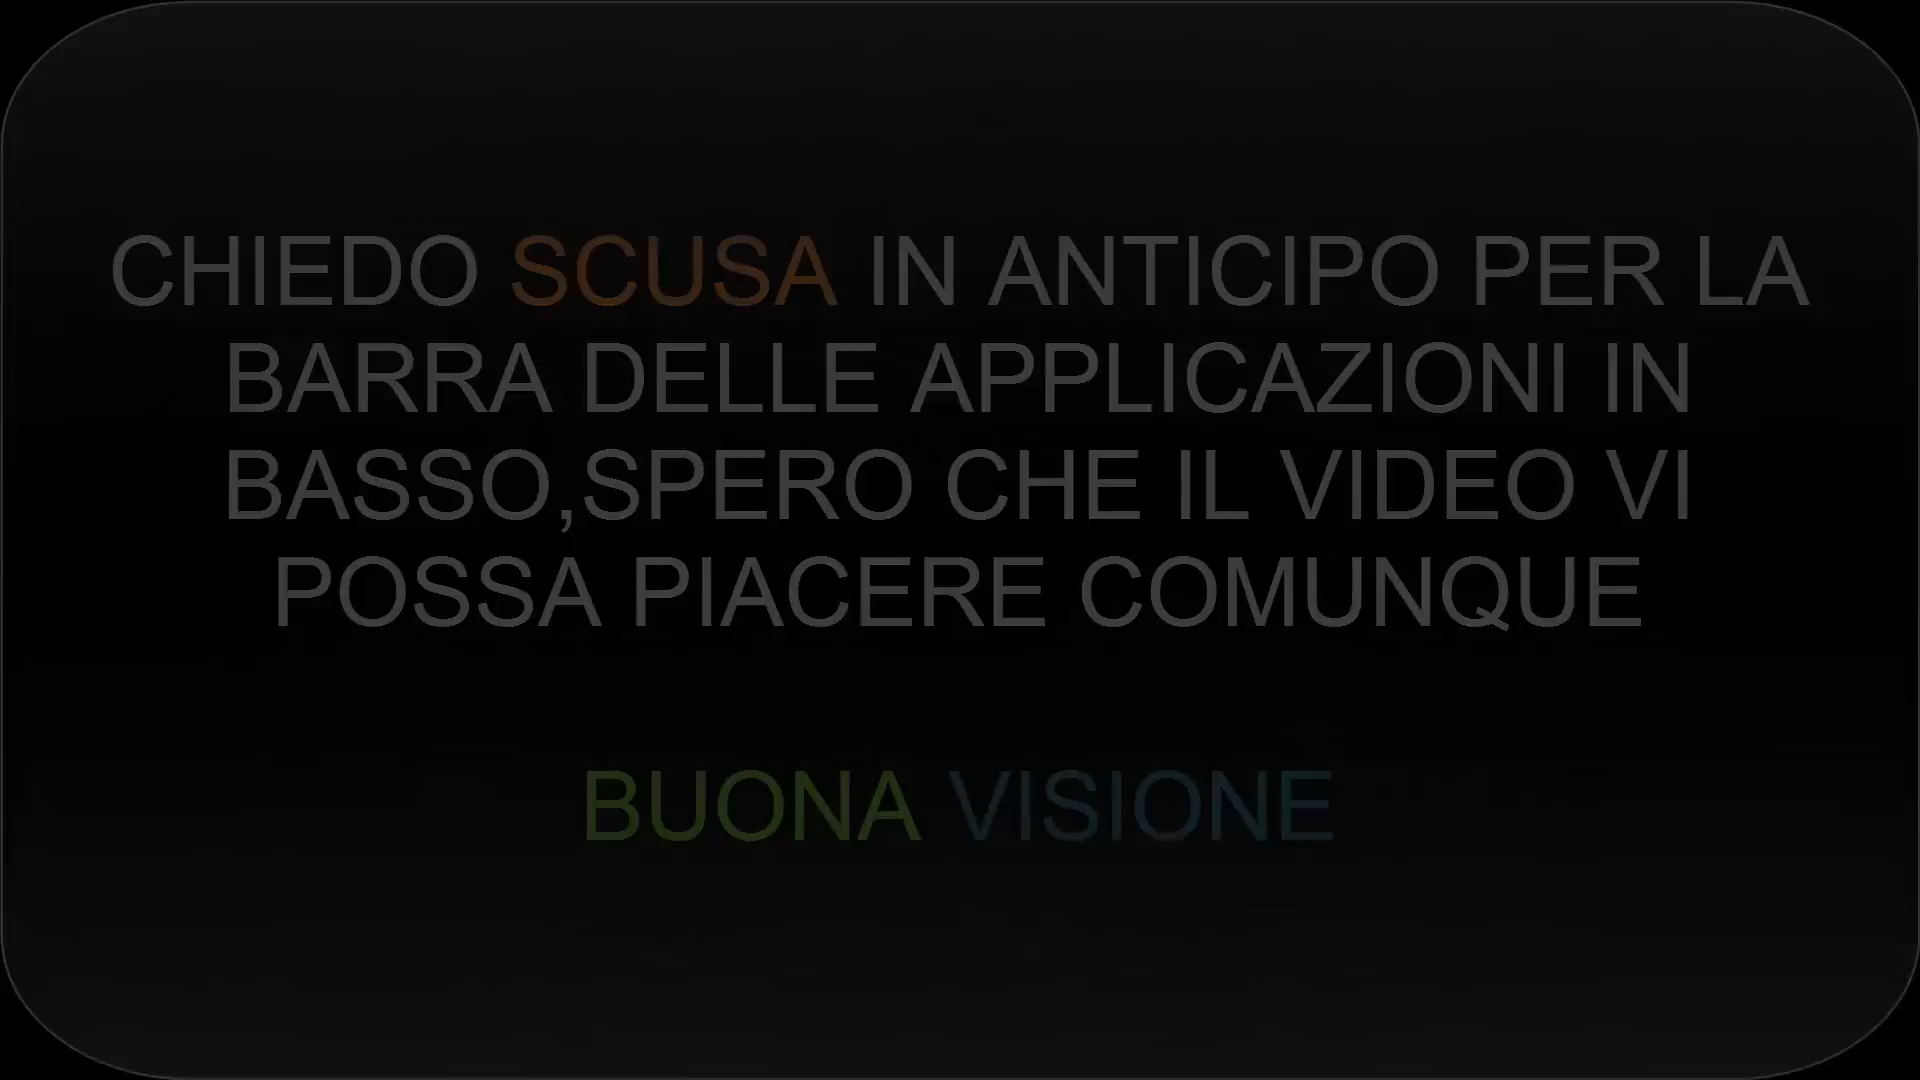 CHIEDO SCUSA IN ANTICIPO PER LA
BARRA DELLE APPLICAZIONI IN
BASSO,SPERO CHE IL VIDEO VI
POSSA PIACERE COMUNQUE
BUONA VISIONE